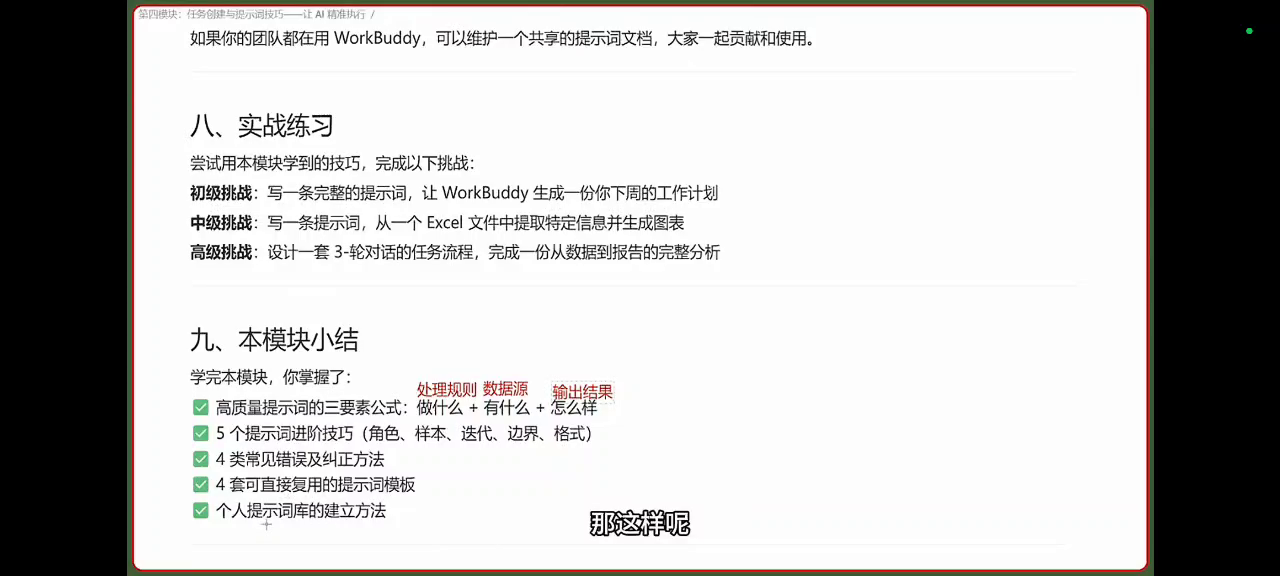 第四模块：任务创建与提示词技巧——让 AI 精准执行 /
如果你的团队都在用 WorkBuddy，可以维护一个共享的提示词文档，大家一起贡献和使用。
八、实战练习
尝试用本模块学到的技巧，完成以下挑战：
初级挑战：写一条完整的提示词，让 WorkBuddy 生成一份你下周的工作计划
中级挑战：写一条提示词，从一个 Excel 文件中提取特定信息并生成图表
高级挑战：设计一套 3-轮对话的任务流程，完成一份从数据到报告的完整分析
九、本模块小结
学完本模块，你掌握了：
处理规则 数据源 输出结果
高质量提示词的三要素公式：做什么 + 有什么 + 怎么样
5 个提示词进阶技巧（角色、样本、迭代、边界、格式）
4 类常见错误及纠正方法
4 套可直接复用的提示词模板
个人提示词库的建立方法
那这样呢